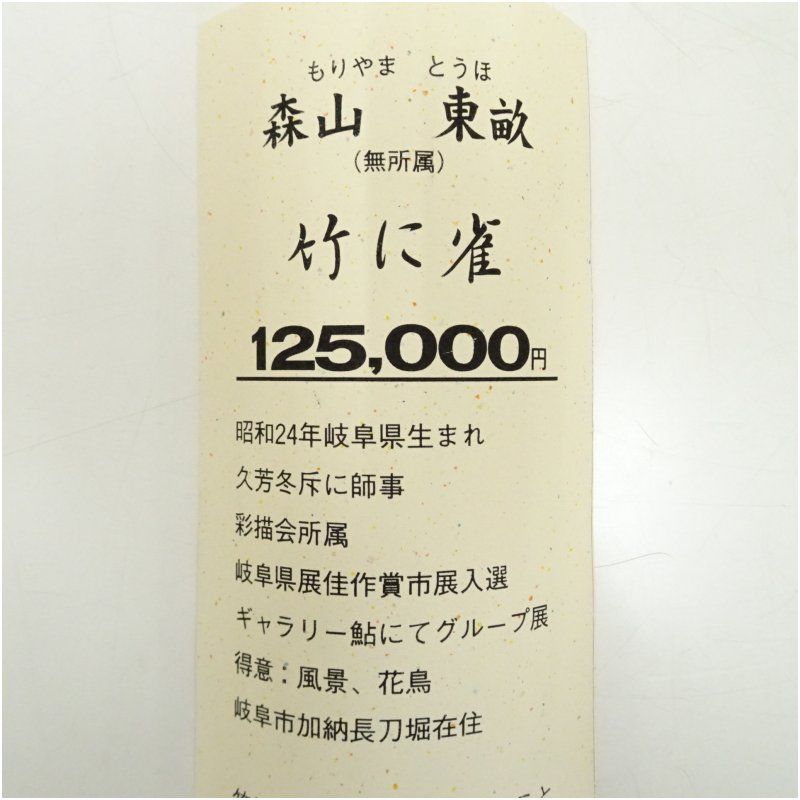 もりやま とうほ
森山 東畝
(無所属)
竹に雀
125,000円
昭和24年岐阜県生まれ
久芳冬斥に師事
彩描会所属
岐阜県展佳作賞市展入選
ギャラリー鮎にてグループ展
得意：風景、花鳥
岐阜市加納長刀堀在住